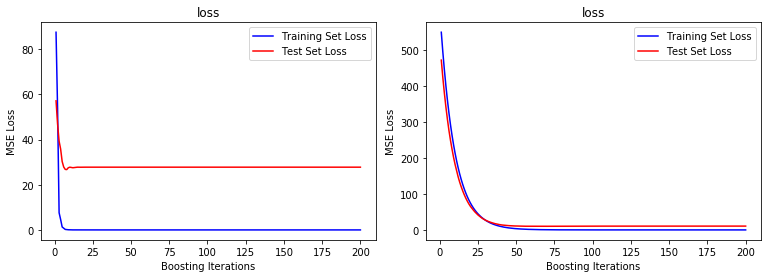 loss
Training Set Loss
Test Set Loss
MSE Loss
80
60
40
20
0
0 25 50 75 100 125 150 175 200
Boosting Iterations
loss
Training Set Loss
Test Set Loss
MSE Loss
500
400
300
200
100
0
0 25 50 75 100 125 150 175 200
Boosting Iterations